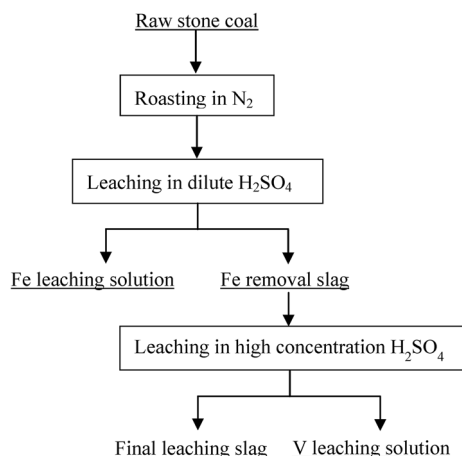 Raw stone coal
Roasting in N₂
Leaching in dilute H₂SO₄
Fe leaching solution
Fe removal slag
Leaching in high concentration H₂SO₄
Final leaching slag
V leaching solution